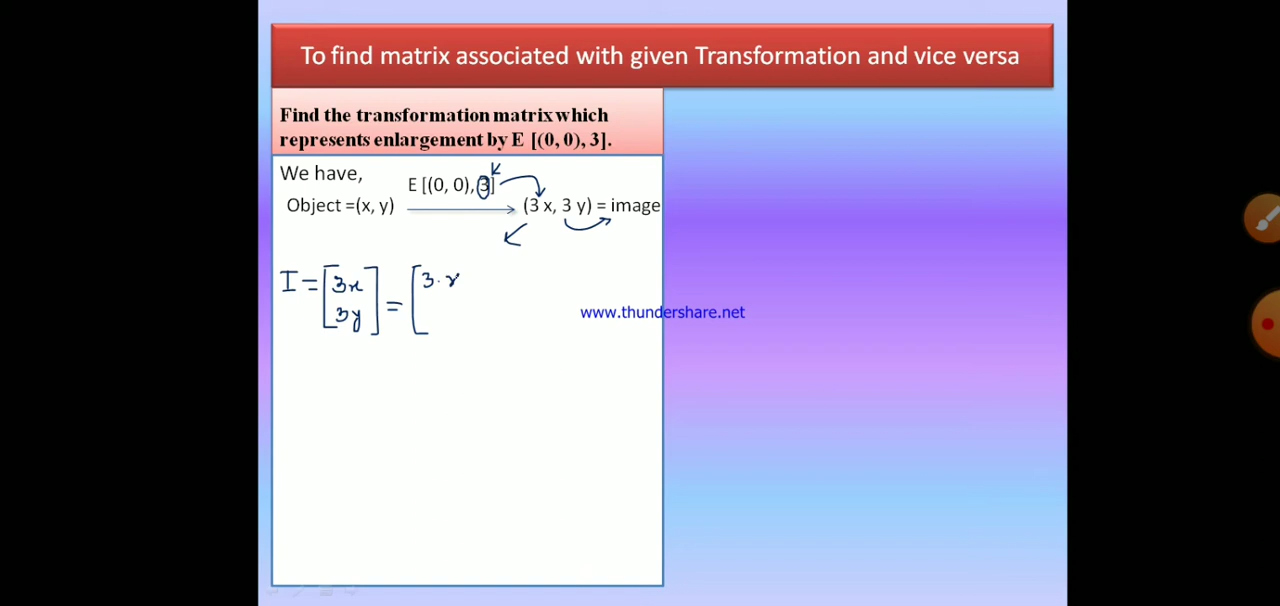 To find matrix associated with given Transformation and vice versa
Find the transformation matrix which
represents enlargement by E [(0, 0), 3].
We have,
K
E [(0, 0), 3]
Object =(x, y) (3 x, 3 y) = image
I = [3x 3y] = [3·x
www.thundershare.net